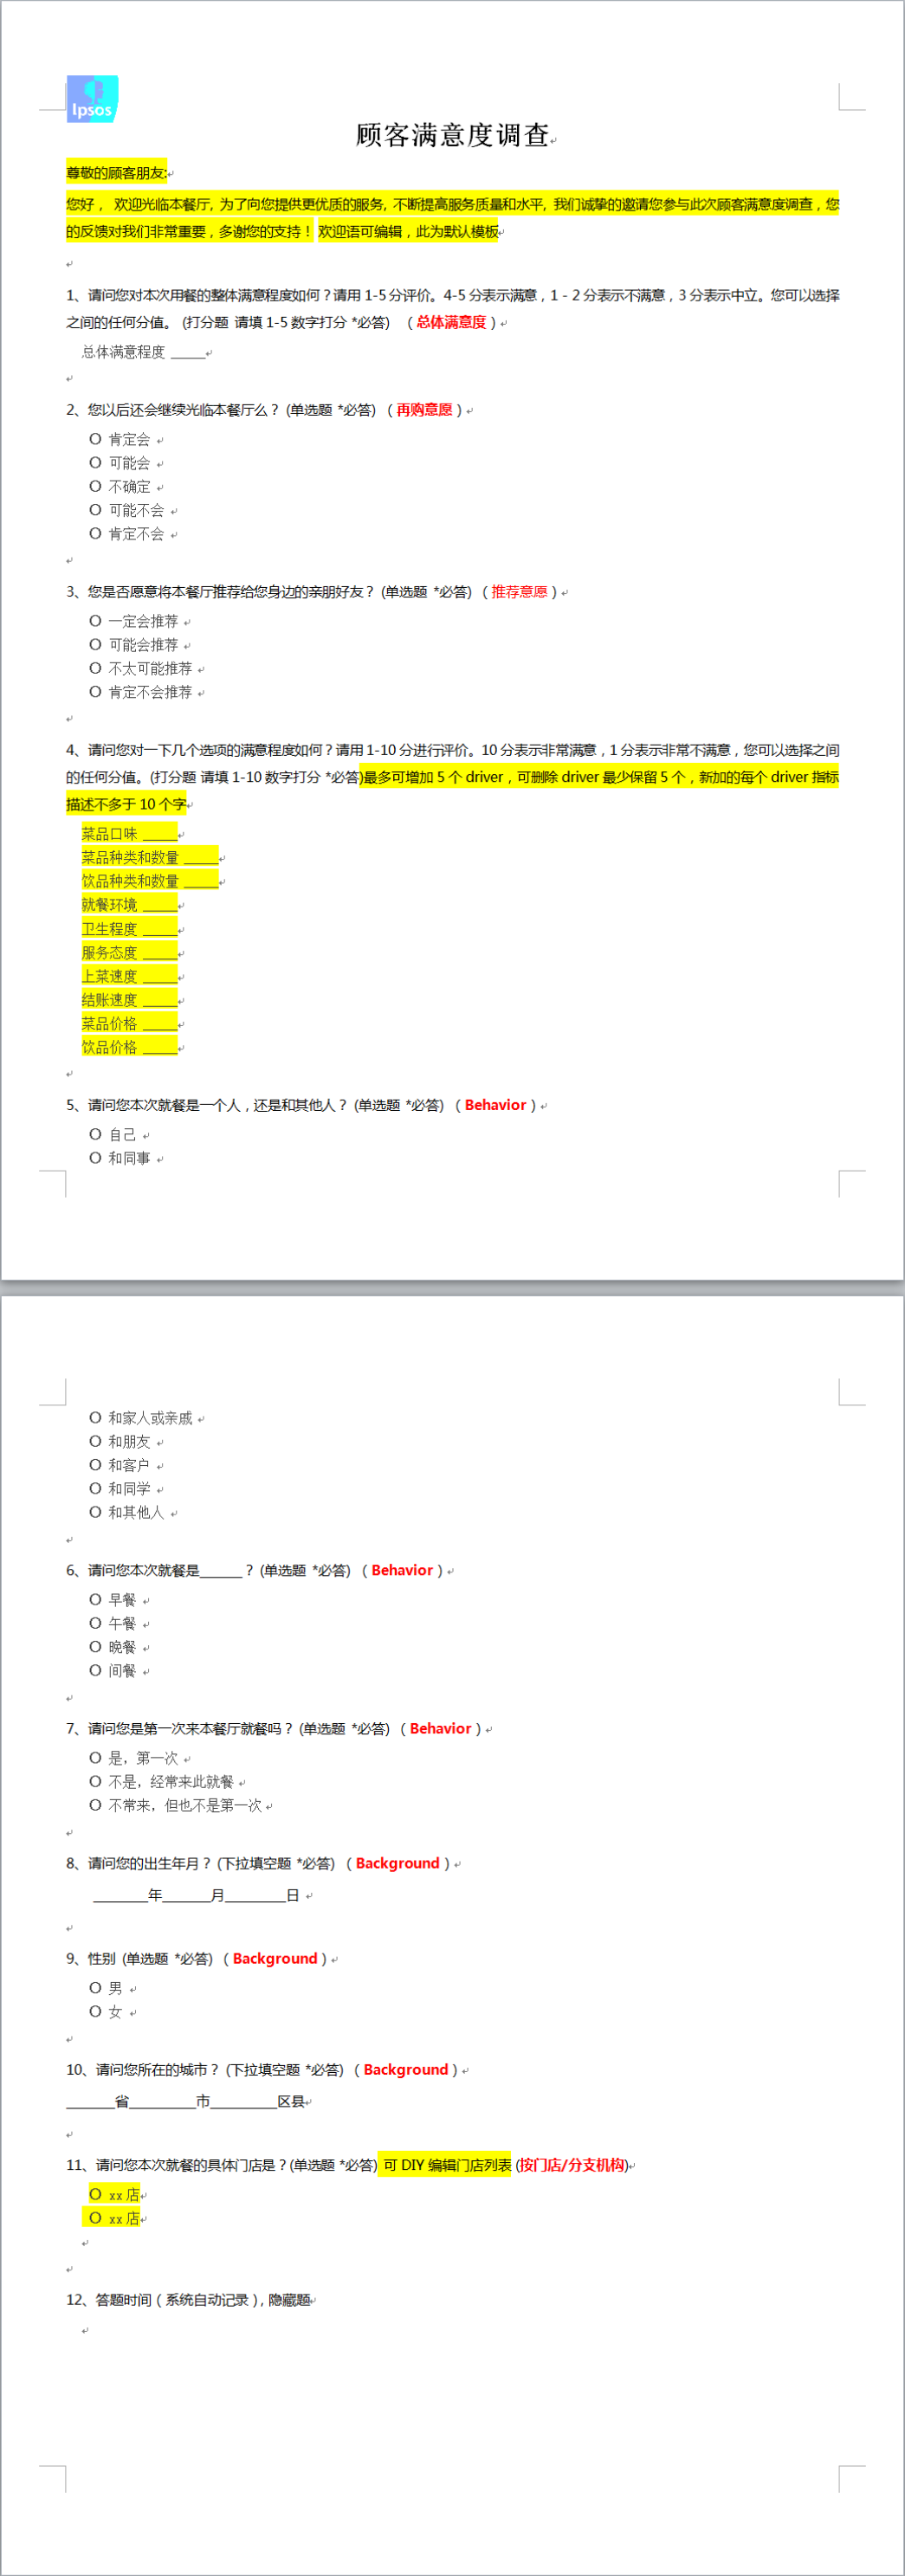 Ipsos
顾客满意度调查
尊敬的顾客朋友:
您好， 欢迎光临本餐厅, 为了向您提供更优质的服务, 不断提高服务质量和水平, 我们诚挚的邀请您参与此次顾客满意度调查，您
的反馈对我们非常重要，多谢您的支持！ 欢迎语可编辑，此为默认模板
1、请问您对本次用餐的整体满意程度如何？请用 1-5 分评价。4-5 分表示满意，1－2 分表示不满意，3 分表示中立。您可以选择
之间的任何分值。 (打分题 请填 1-5 数字打分 *必答) （总体满意度）
总体满意程度 _____
2、您以后还会继续光临本餐厅么？ (单选题 *必答) （再购意愿）
O 肯定会
O 可能会
O 不确定
O 可能不会
O 肯定不会
3、您是否愿意将本餐厅推荐给您身边的亲朋好友？ (单选题 *必答) （推荐意愿）
O 一定会推荐
O 可能会推荐
O 不太可能推荐
O 肯定不会推荐
4、请问您对一下几个选项的满意程度如何？请用 1-10 分进行评价。10 分表示非常满意，1 分表示非常不满意，您可以选择之间
的任何分值。(打分题 请填 1-10 数字打分 *必答)最多可增加 5 个 driver，可删除 driver 最少保留 5 个，新加的每个 driver 指标
描述不多于 10 个字
菜品口味 _____
菜品种类和数量 _____
饮品种类和数量 _____
就餐环境 _____
卫生程度 _____
服务态度 _____
上菜速度 _____
结账速度 _____
菜品价格 _____
饮品价格 _____
5、请问您本次就餐是一个人，还是和其他人？ (单选题 *必答) （Behavior）
O 自己
O 和同事
O 和家人或亲戚
O 和朋友
O 和客户
O 和同学
O 和其他人
6、请问您本次就餐是______？ (单选题 *必答) （Behavior）
O 早餐
O 午餐
O 晚餐
O 间餐
7、请问您是第一次来本餐厅就餐吗？ (单选题 *必答) （Behavior）
O 是，第一次
O 不是，经常来此就餐
O 不常来，但也不是第一次
8、请问您的出生年月？ (下拉填空题 *必答) （Background）
________年_______月_________日
9、性别 (单选题 *必答) （Background）
O 男
O 女
10、请问您所在的城市？ (下拉填空题 *必答) （Background）
_______省__________市__________区县
11、请问您本次就餐的具体门店是？(单选题 *必答) 可 DIY 编辑门店列表 (按门店/分支机构)
O xx 店
O xx 店
12、答题时间（系统自动记录）, 隐藏题